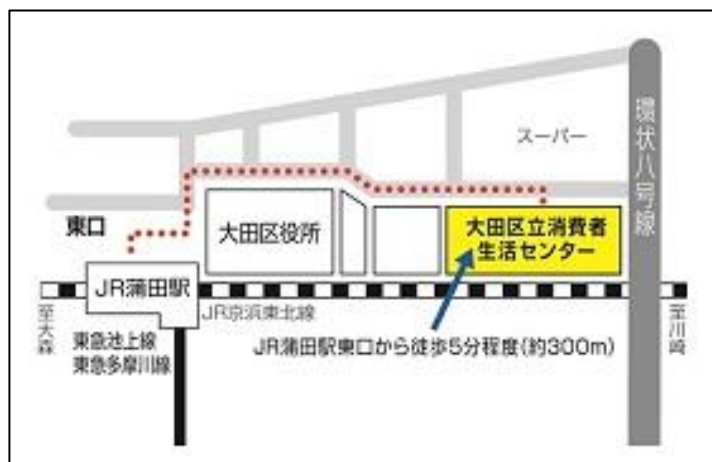 環状八号線
スーパー
東口
大田区役所
大田区立消費者
生活センター
JR蒲田駅
JR京浜東北線
至大森
至川崎
東急池上線
東急多摩川線
JR蒲田駅東口から徒歩5分程度(約300m)